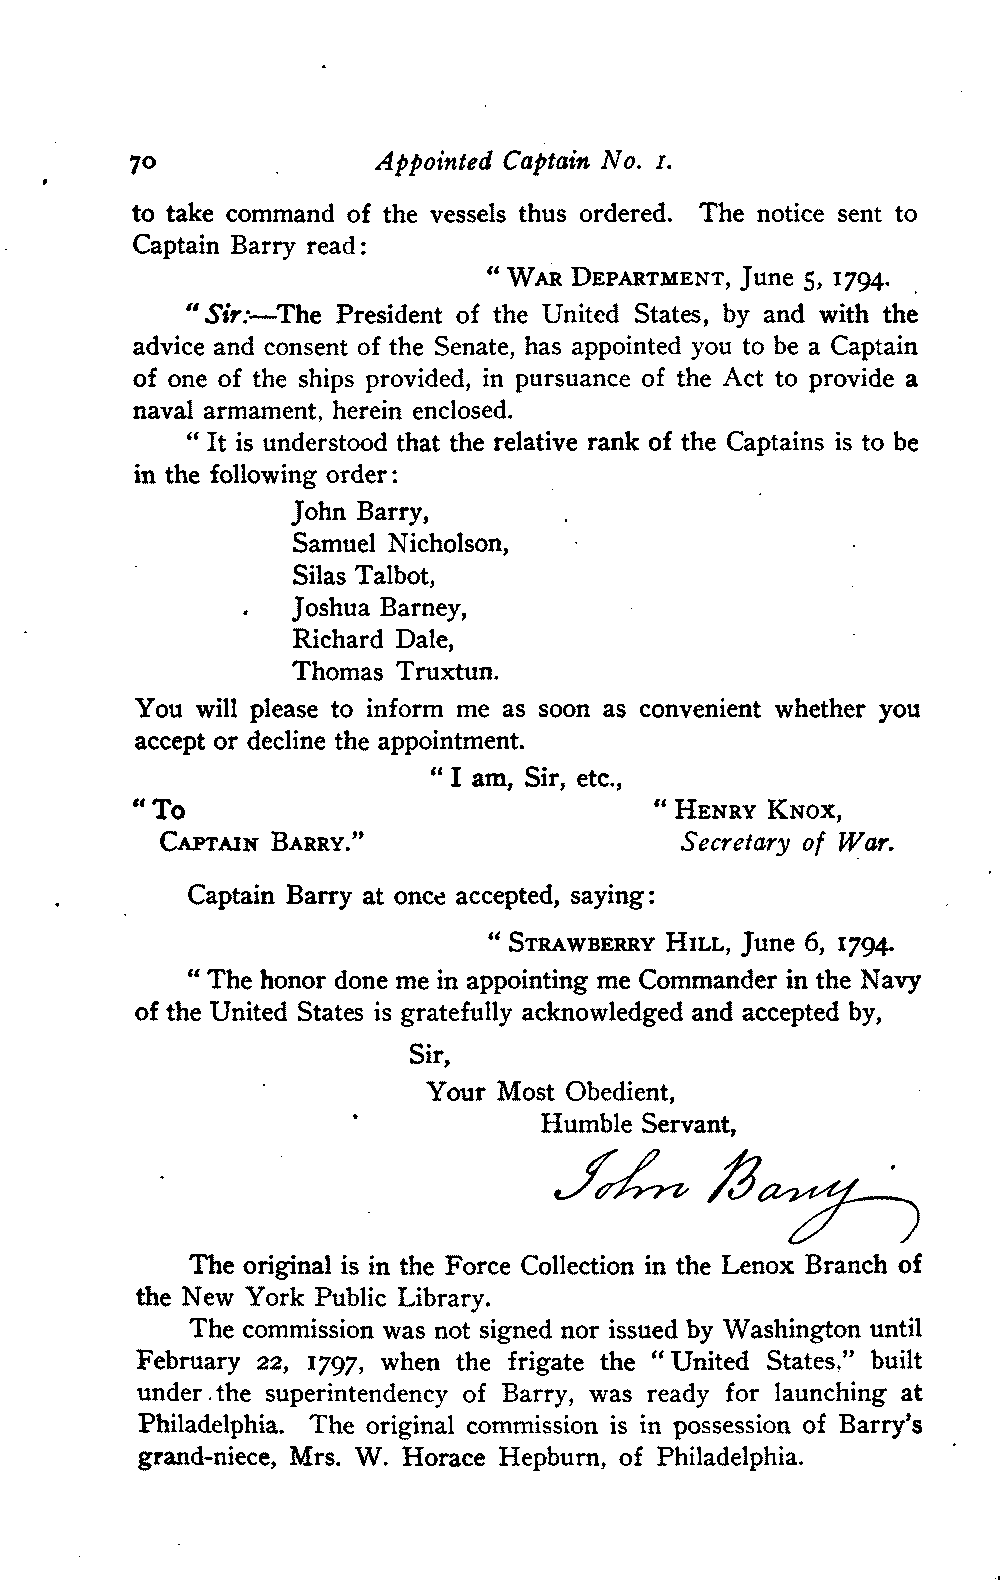 70 Appointed Captain No. 1.
to take command of the vessels thus ordered. The notice sent to
Captain Barry read:
“ War Department, June 5, 1794.
“ Sir:—The President of the United States, by and with the
advice and consent of the Senate, has appointed you to be a Captain
of one of the ships provided, in pursuance of the Act to provide a
naval armament, herein enclosed.
“ It is understood that the relative rank of the Captains is to be
in the following order:
John Barry,
Samuel Nicholson,
Silas Talbot,
Joshua Barney,
Richard Dale,
Thomas Truxtun.
You will please to inform me as soon as convenient whether you
accept or decline the appointment.
“ I am, Sir, etc.,
“ To “ Henry Knox,
Captain Barry.” Secretary of War.
Captain Barry at once accepted, saying:
“ Strawberry Hill, June 6, 1794.
“ The honor done me in appointing me Commander in the Navy
of the United States is gratefully acknowledged and accepted by,
Sir,
Your Most Obedient,
Humble Servant,
John Barry
The original is in the Force Collection in the Lenox Branch of
the New York Public Library.
The commission was not signed nor issued by Washington until
February 22, 1797, when the frigate the “ United States,” built
under the superintendency of Barry, was ready for launching at
Philadelphia. The original commission is in possession of Barry’s
grand-niece, Mrs. W. Horace Hepburn, of Philadelphia.